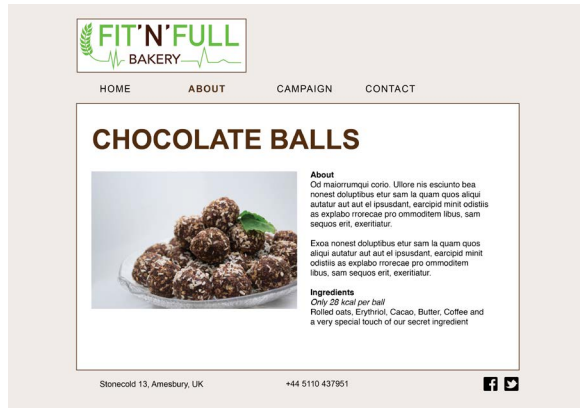 FIT'N'FULL
BAKERY
HOME ABOUT CAMPAIGN CONTACT
CHOCOLATE BALLS
About
Od maiorrumqui corio. Ullore nis esciunto bea
nonest doluptibus etur sam la quam quos aliqui
autatur aut aut el ipsusdant, earcipid minit odistiis
as explabo rrorecae pro ommoditem libus, sam
sequos erit, exeritiatur.
Exoa nonest doluptibus etur sam la quam quos
aliqui autatur aut aut el ipsusdant, earcipid minit
odistiis as explabo rrorecae pro ommoditem
libus, sam sequos erit, exeritiatur.
Ingredients
Only 28 kcal per ball
Rolled oats, Erythriol, Cacao, Butter, Coffee and
a very special touch of our secret ingredient
Stonecold 13, Amesbury, UK +44 5110 437951